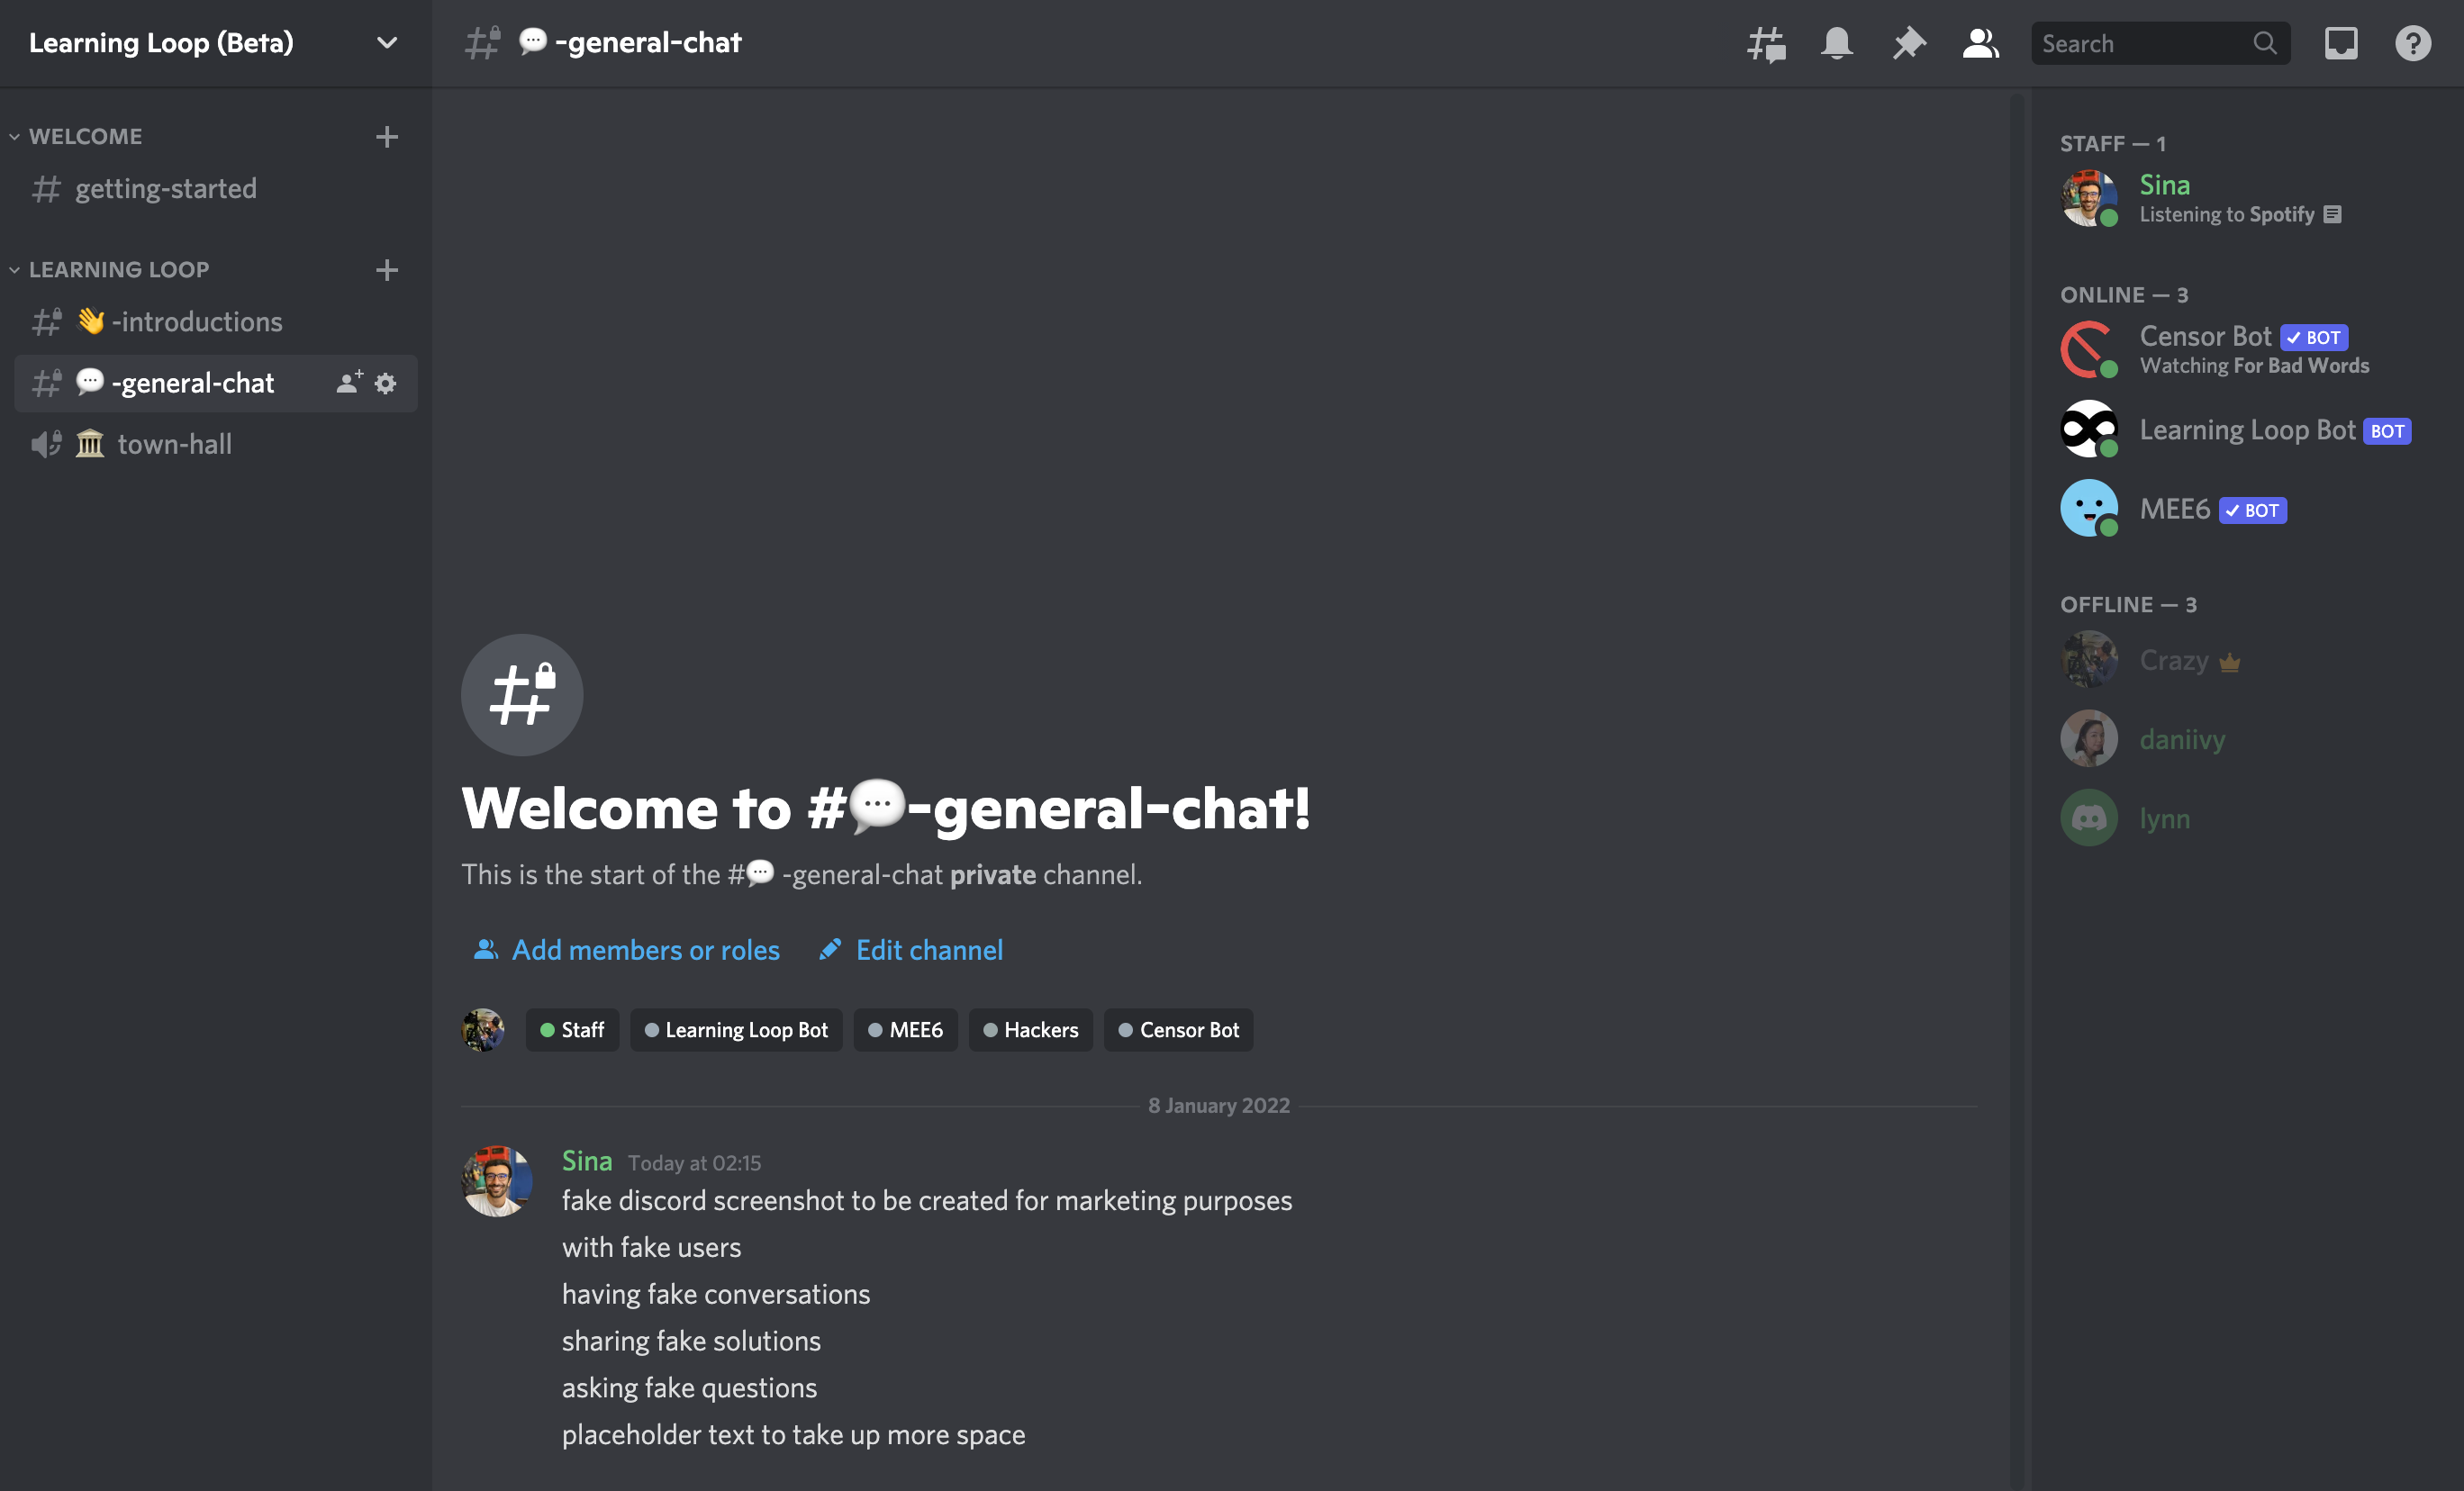 Learning Loop (Beta)
WELCOME
getting-started
LEARNING LOOP
👋 -introductions
💬 -general-chat
🏛 town-hall
💬 -general-chat
Search
Welcome to #💬-general-chat!
This is the start of the #💬 -general-chat private channel.
Add members or roles Edit channel
Staff Learning Loop Bot MEE6 Hackers Censor Bot
8 January 2022
Sina Today at 02:15
fake discord screenshot to be created for marketing purposes
with fake users
having fake conversations
sharing fake solutions
asking fake questions
placeholder text to take up more space
STAFF — 1
Sina
Listening to Spotify
ONLINE — 3
Censor Bot ✓ BOT
Watching For Bad Words
Learning Loop Bot BOT
MEE6 ✓ BOT
OFFLINE — 3
Crazy
daniivy
lynn